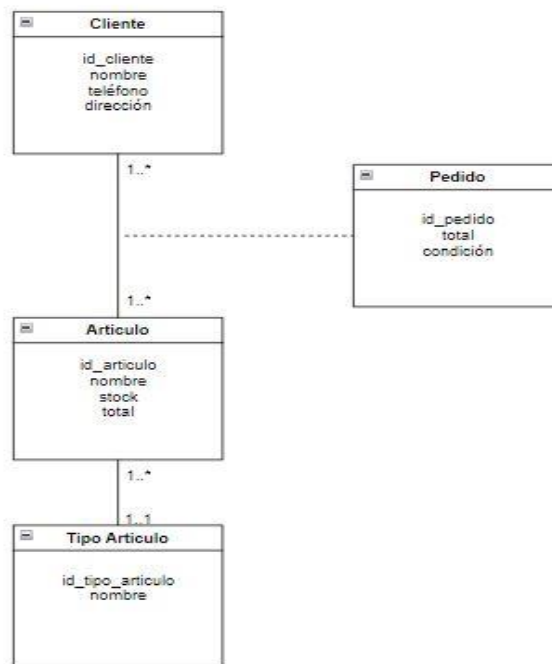 Cliente
id_cliente
nombre
teléfono
dirección
1..*
Pedido
id_pedido
total
condición
1..*
Articulo
id_articulo
nombre
stock
total
1..*
1..1
Tipo Articulo
id_tipo_articulo
nombre